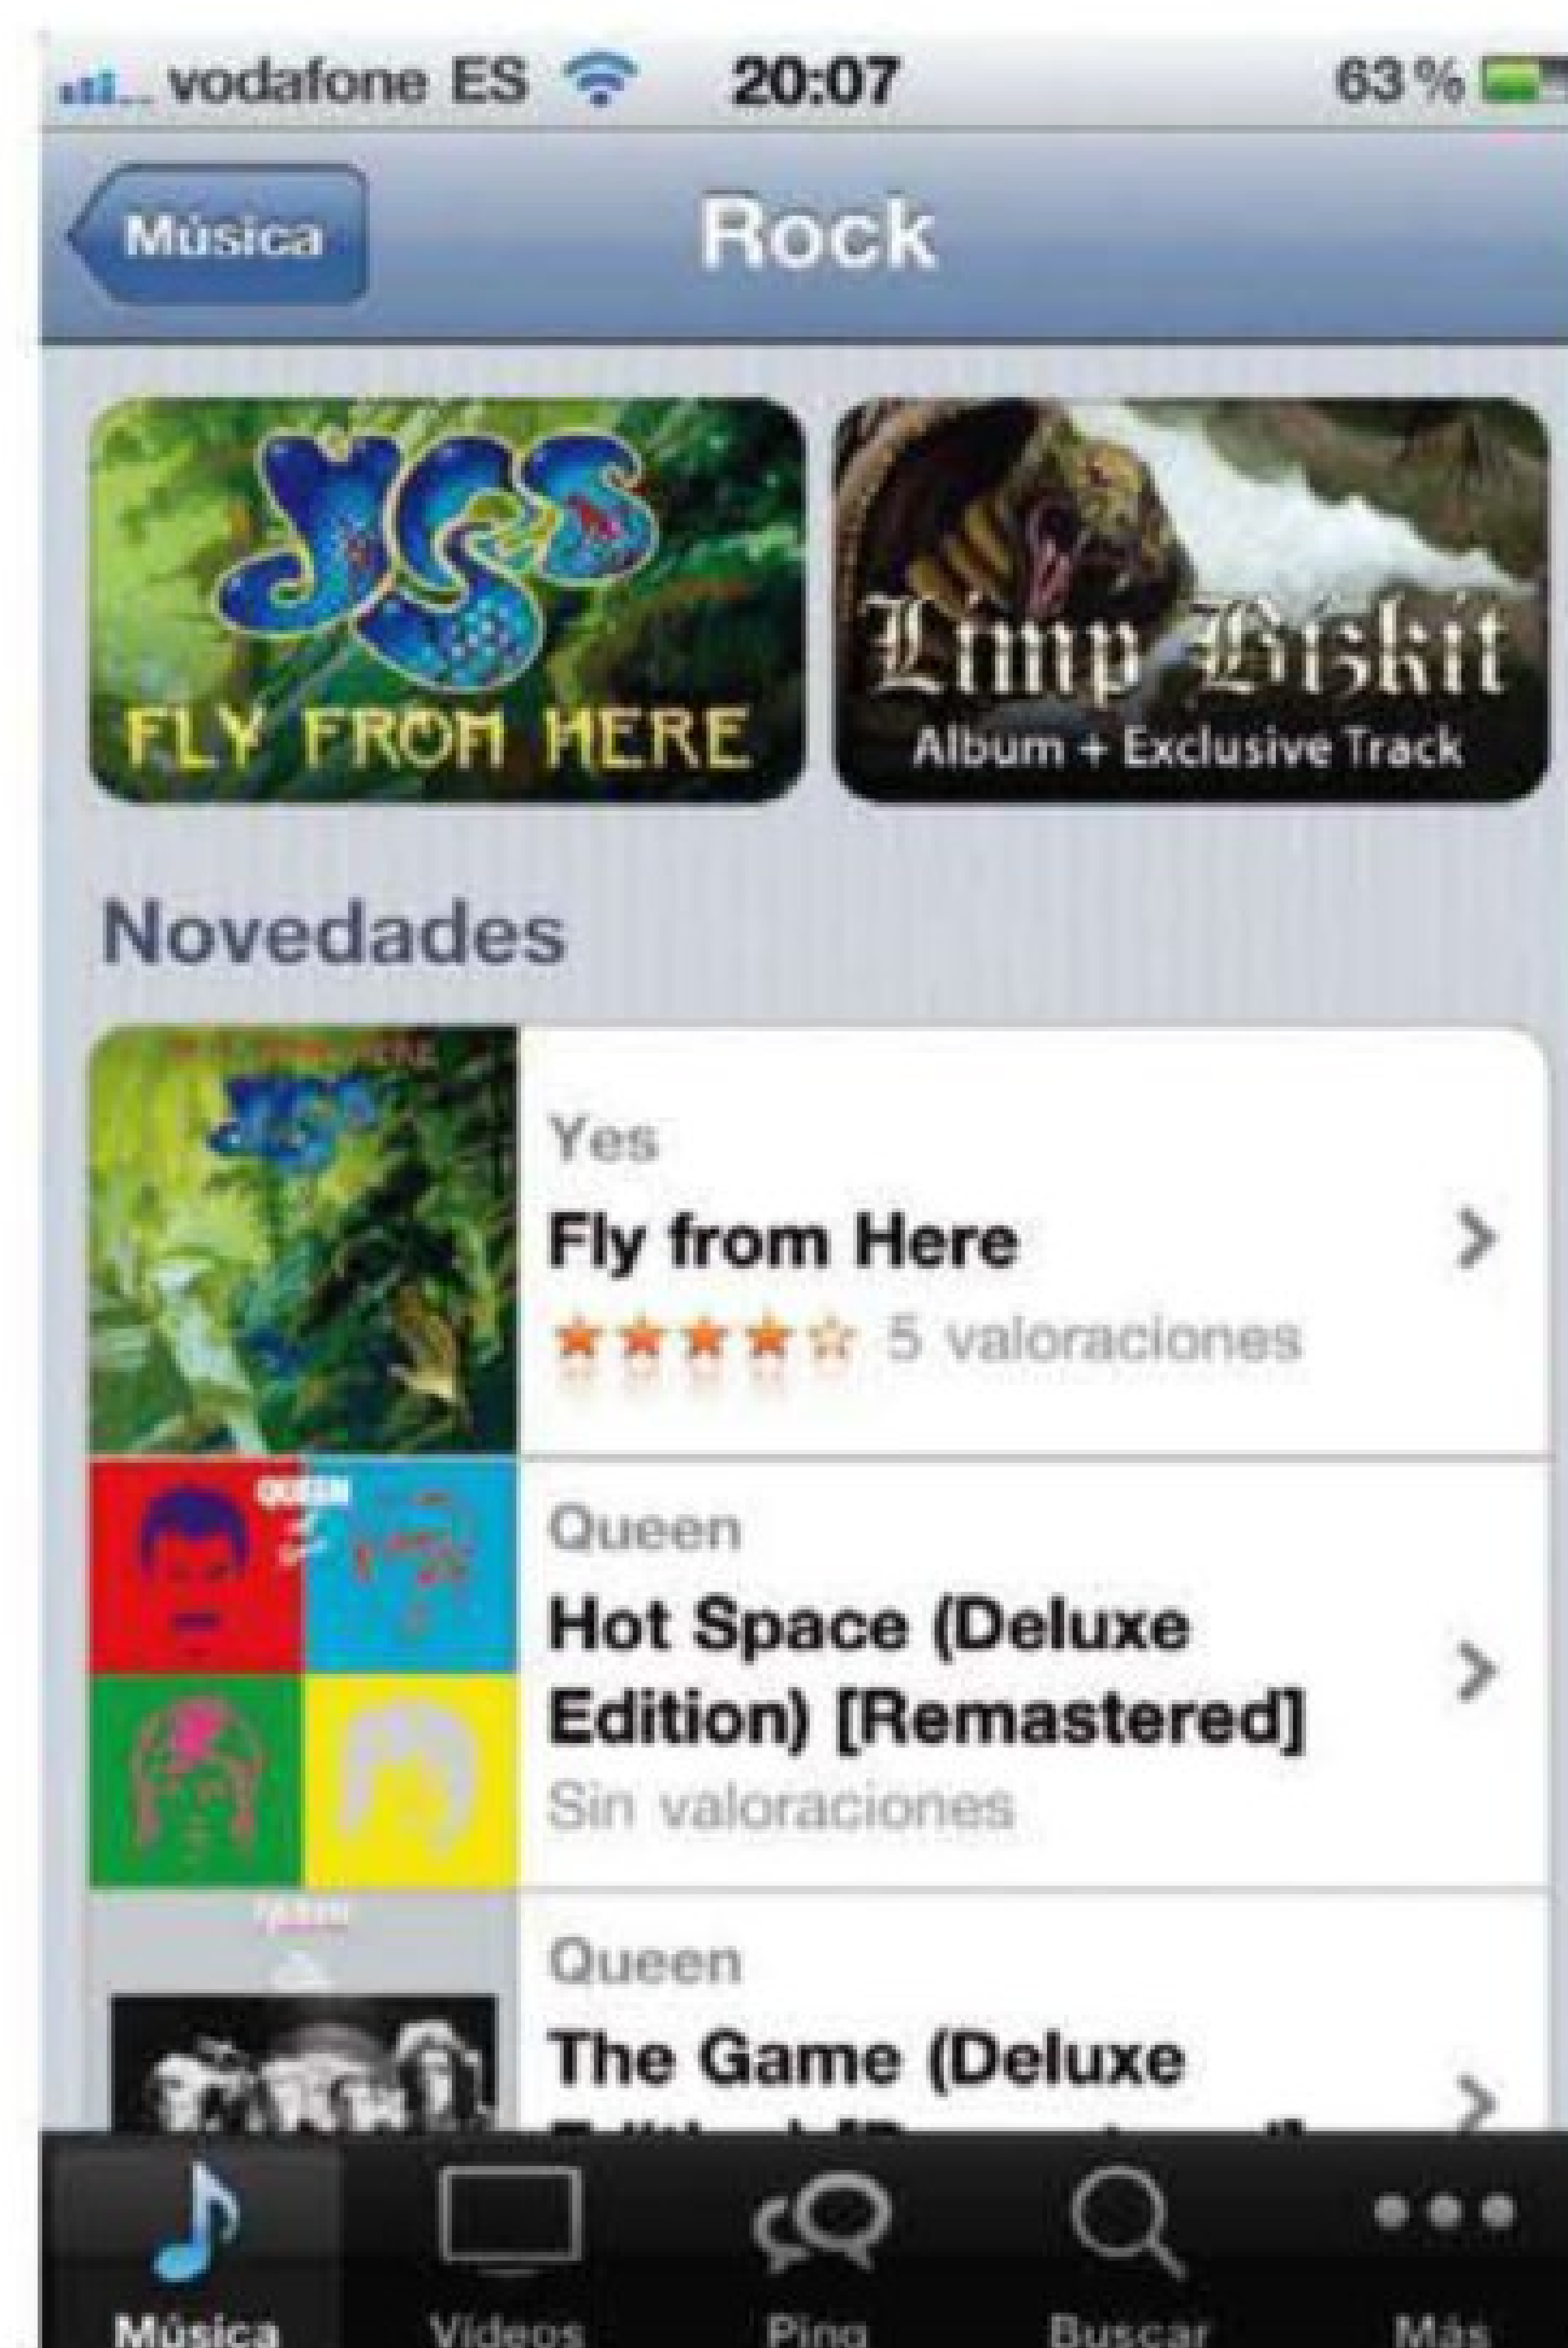 vodafone ES 20:07 63 %
Música Rock
YES
FLY FROM HERE
Limp Bizkit
Album + Exclusive Track
Novedades
Yes
Fly from Here
5 valoraciones
QUEEN
Queen
Hot Space (Deluxe
Edition) [Remastered]
Sin valoraciones
Queen
The Game (Deluxe
Música Vídeos Ping Buscar Más